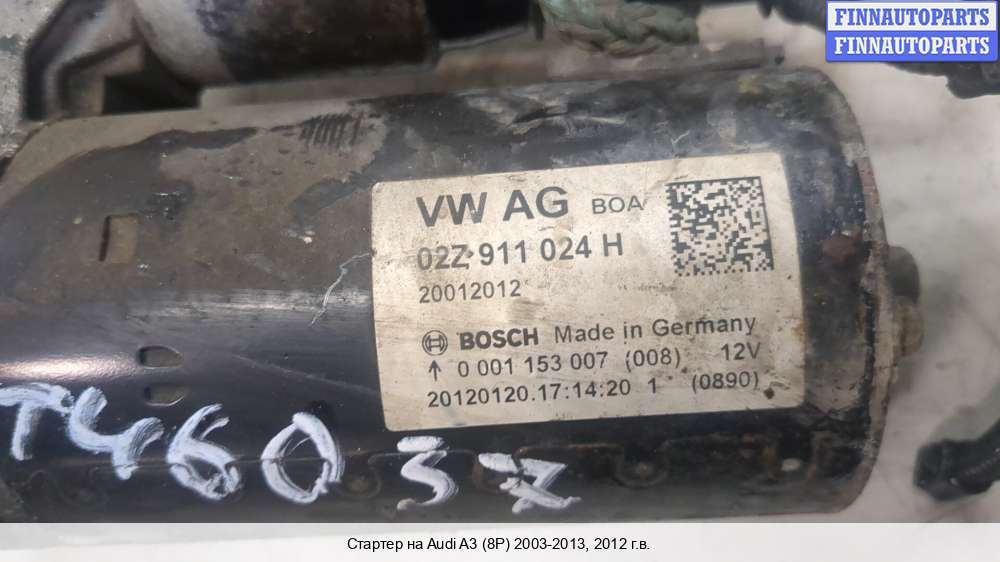 FINNAUTOPARTS
FINNAUTOPARTS
VW AG BOA
02Z 911 024 H
20012012
BOSCH Made in Germany
↑ 0 001 153 007 (008) 12V
20120120.17:14:20 1 (0890)
T46037
Стартер на Audi A3 (8P) 2003-2013, 2012 г.в.